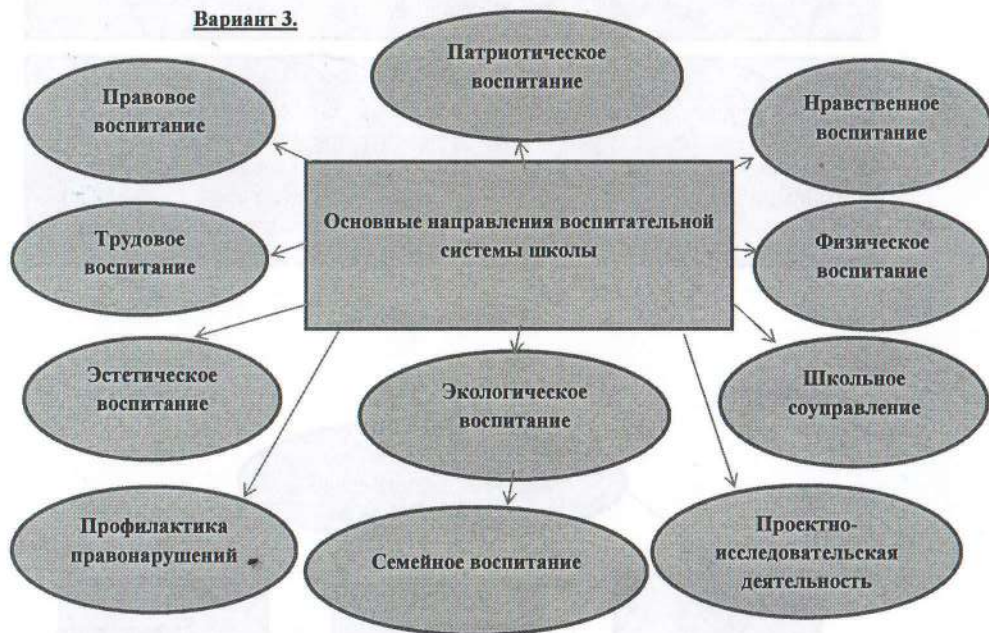 Вариант 3.
Патриотическое
воспитание
Правовое
воспитание
Нравственное
воспитание
Основные направления воспитательной
системы школы
Трудовое
воспитание
Физическое
воспитание
Эстетическое
воспитание
Экологическое
воспитание
Школьное
соуправление
Профилактика
правонарушений
Семейное воспитание
Проектно-
исследовательская
деятельность